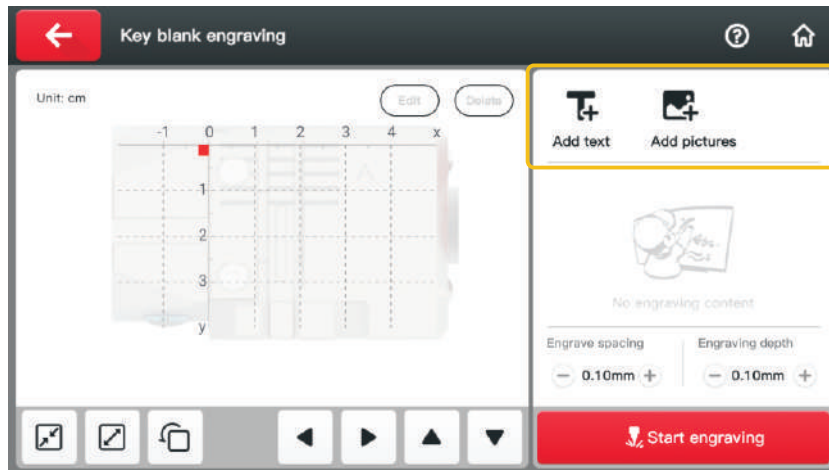 Key blank engraving
Unit: cm
Edit
Delete
-1 0 1 2 3 4 x
1
2
3
y
Add text
Add pictures
No engraving content
Engrave spacing
Engraving depth
0.10mm
0.10mm
Start engraving